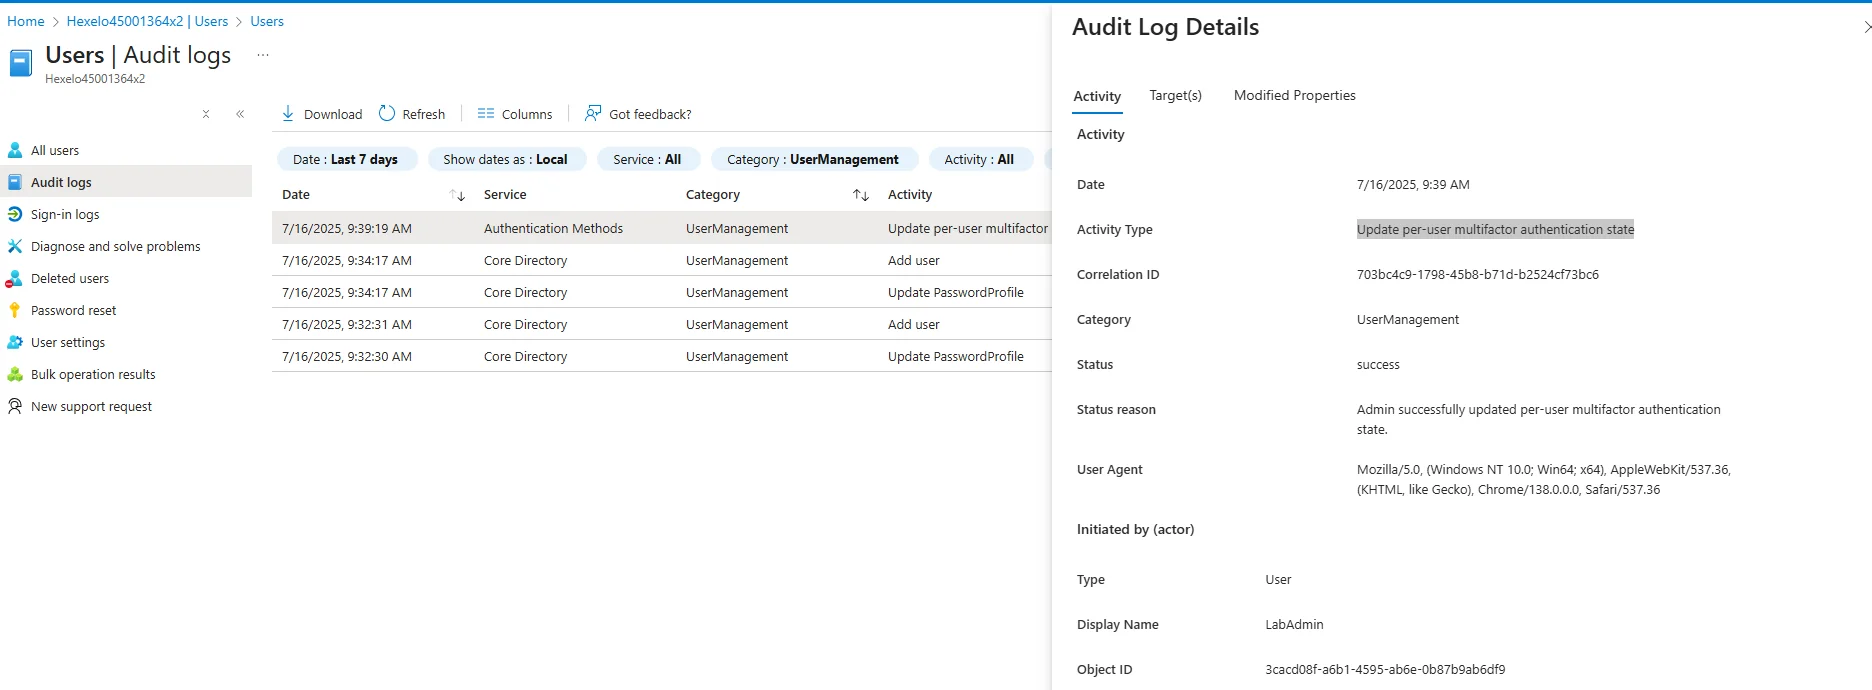 Home > Hexelo45001364x2 | Users > Users
Users | Audit logs ...
Hexelo45001364x2
All users
Audit logs
Sign-in logs
Diagnose and solve problems
Deleted users
Password reset
User settings
Bulk operation results
New support request
Download Refresh Columns Got feedback?
Date : Last 7 days Show dates as : Local Service : All Category : UserManagement Activity : All
Date Service Category Activity
7/16/2025, 9:39:19 AM Authentication Methods UserManagement Update per-user multifactor
7/16/2025, 9:34:17 AM Core Directory UserManagement Add user
7/16/2025, 9:34:17 AM Core Directory UserManagement Update PasswordProfile
7/16/2025, 9:32:31 AM Core Directory UserManagement Add user
7/16/2025, 9:32:30 AM Core Directory UserManagement Update PasswordProfile
Audit Log Details
Activity Target(s) Modified Properties
Activity
Date 7/16/2025, 9:39 AM
Activity Type Update per-user multifactor authentication state
Correlation ID 703bc4c9-1798-45b8-b71d-b2524cf73bc6
Category UserManagement
Status success
Status reason Admin successfully updated per-user multifactor authentication
state.
User Agent Mozilla/5.0, (Windows NT 10.0; Win64; x64), AppleWebKit/537.36,
(KHTML, like Gecko), Chrome/138.0.0.0, Safari/537.36
Initiated by (actor)
Type User
Display Name LabAdmin
Object ID 3cacd08f-a6b1-4595-ab6e-0b87b9ab6df9